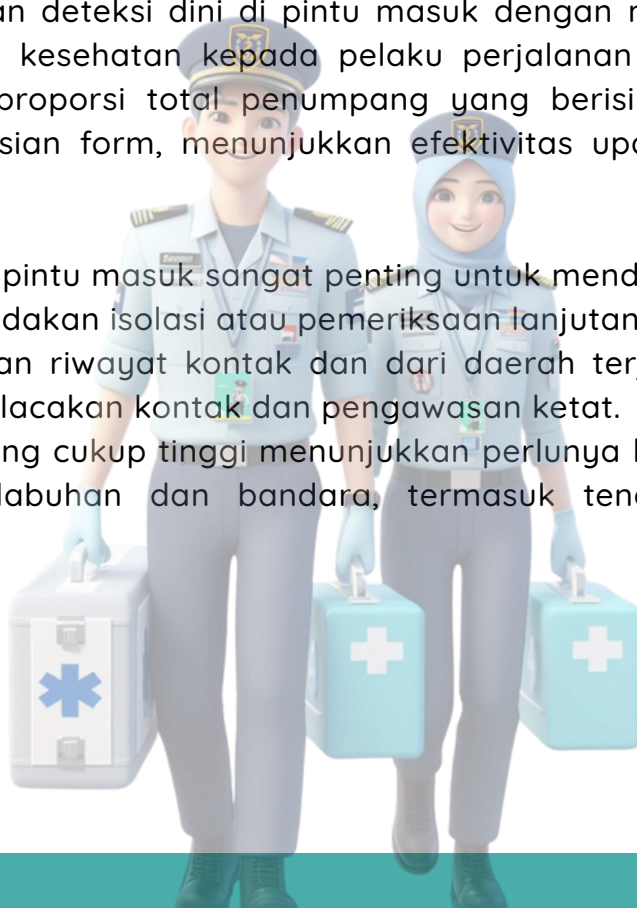 an deteksi dini di pintu masuk dengan
kesehatan kepada pelaku perjalanan
proporsi total penumpang yang berisi
sian form, menunjukkan efektivitas upa
pintu masuk sangat penting untuk mend
dakan isolasi atau pemeriksaan lanjutan
an riwayat kontak dan dari daerah ter
lacakan kontak dan pengawasan ketat.
ng cukup tinggi menunjukkan perlunya
labuhan dan bandara, termasuk ten